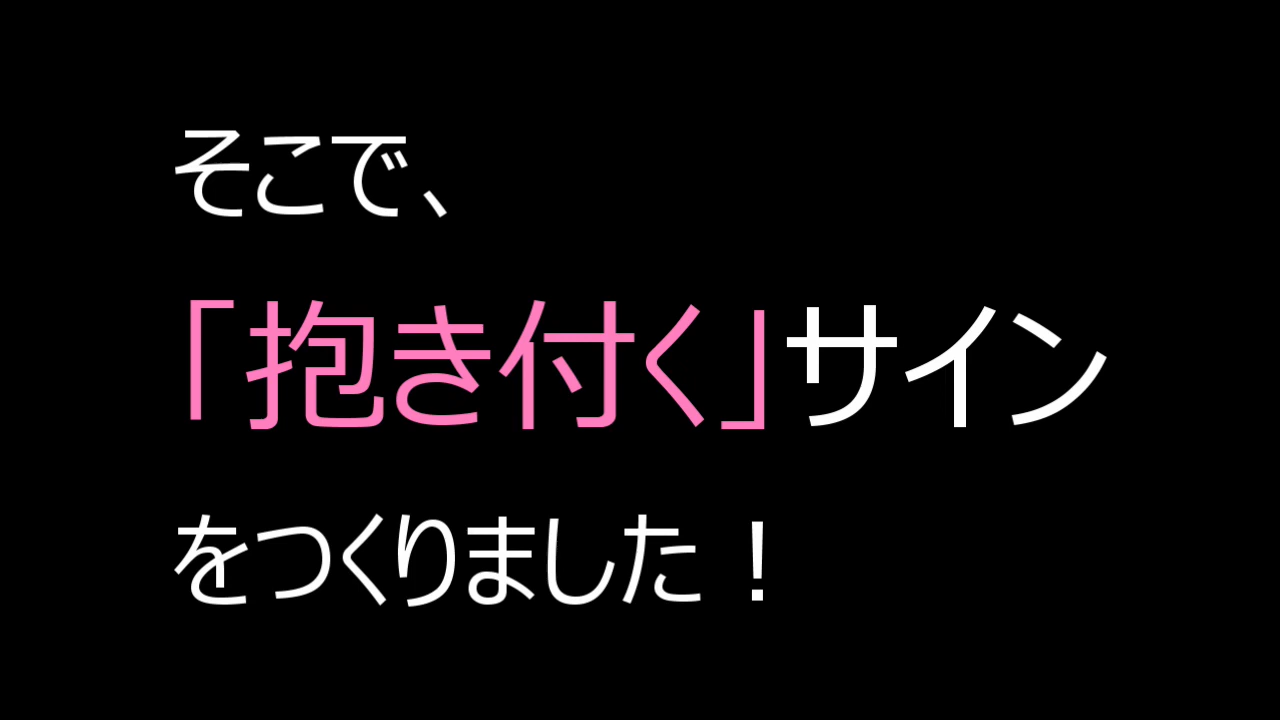 そこで、
「抱き付く」サイン
をつくりました！